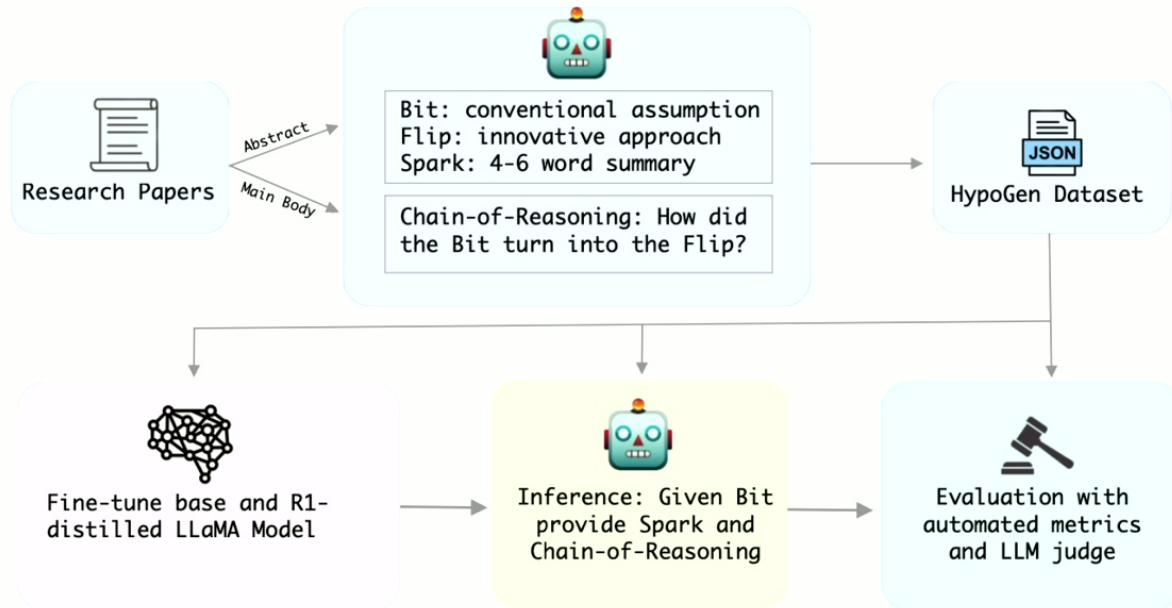 Research Papers
Abstract
Main Body
Bit: conventional assumption
Flip: innovative approach
Spark: 4-6 word summary
Chain-of-Reasoning: How did
the Bit turn into the Flip?
JSON
HypoGen Dataset
Fine-tune base and R1-
distilled LLaMA Model
Inference: Given Bit
provide Spark and
Chain-of-Reasoning
Evaluation with
automated metrics
and LLM judge